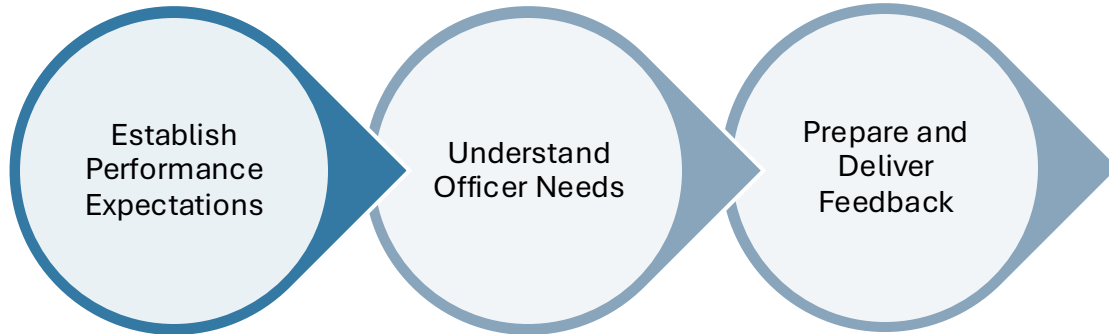 Establish
Performance
Expectations
Understand
Officer Needs
Prepare and
Deliver
Feedback